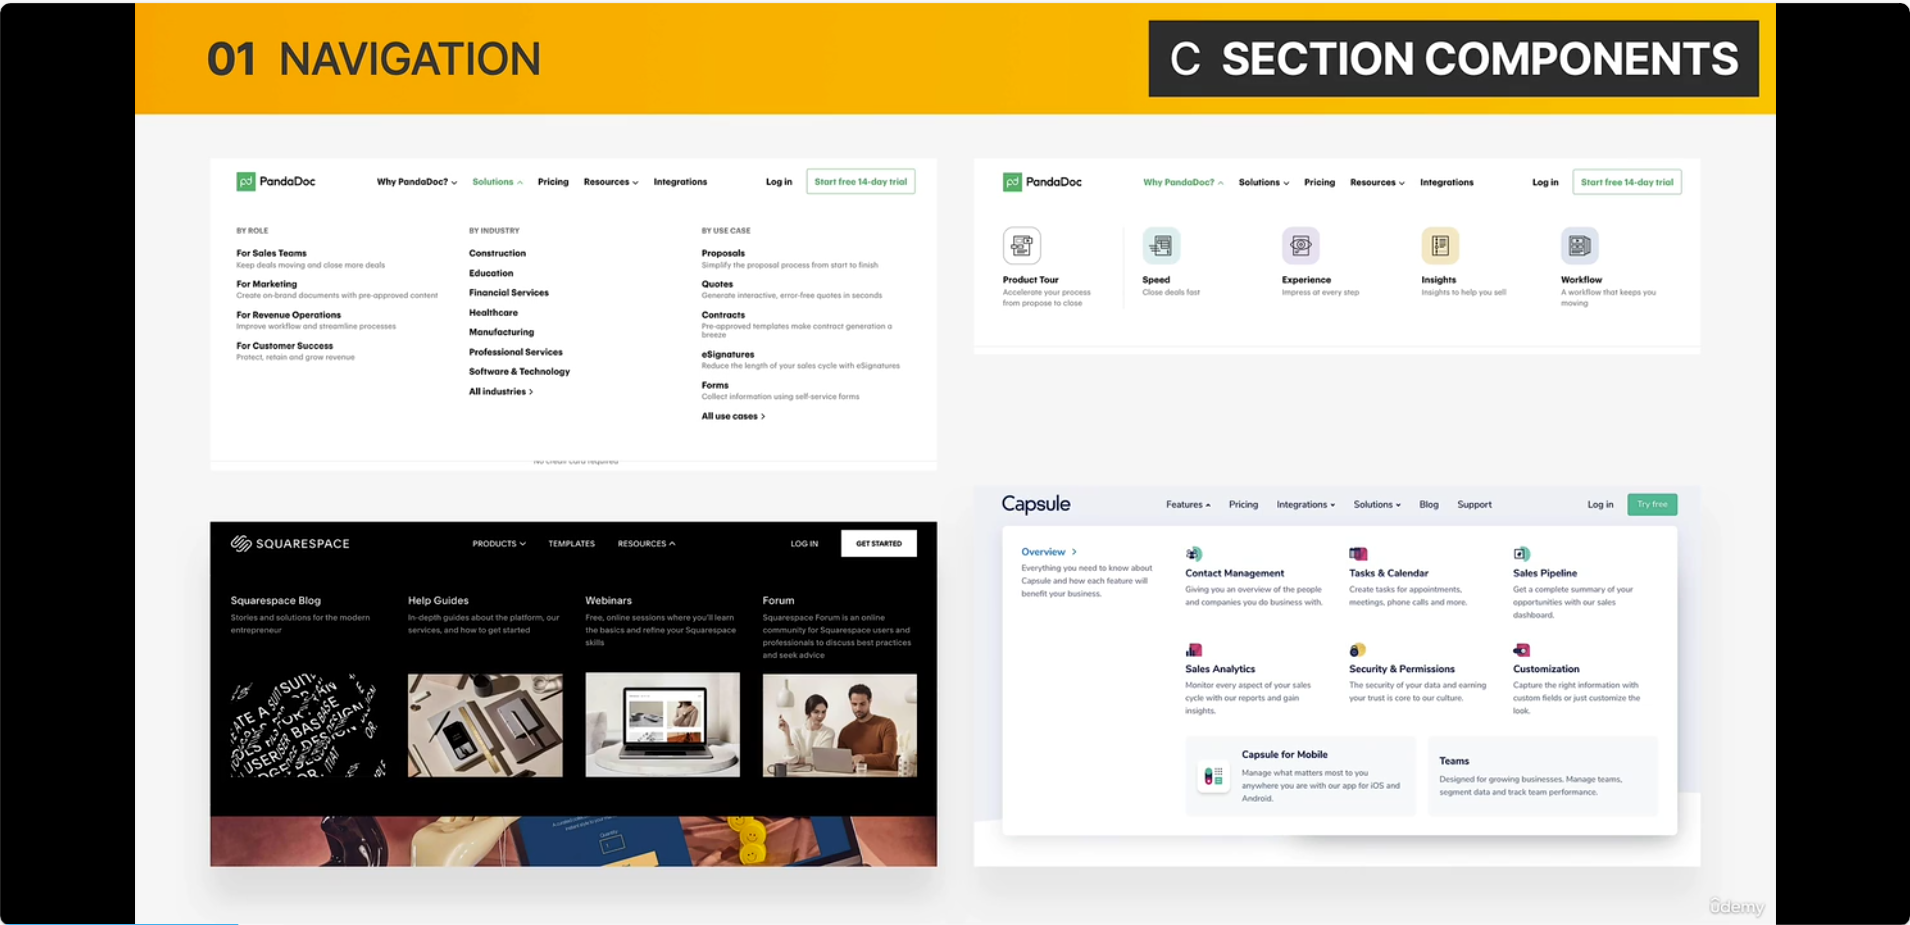 01 NAVIGATION
C SECTION COMPONENTS
pd PandaDoc
Why PandaDoc? Solutions Pricing Resources Integrations
Log in Start free 14-day trial
BY ROLE
For Sales Teams
Keep deals moving and close more deals
For Marketing
Create on-brand documents with pre-approved content
For Revenue Operations
Improve workflow and streamline processes
For Customer Success
Protect, retain and grow revenue
BY INDUSTRY
Construction
Education
Financial Services
Healthcare
Manufacturing
Professional Services
Software & Technology
All industries >
BY USE CASE
Proposals
Simplify the proposal process from start to finish
Quotes
Generate interactive, error-free quotes in seconds
Contracts
Pre-approved templates make contract generation a
breeze
eSignatures
Reduce the length of your sales cycle with eSignatures
Forms
Collect information using self-service forms
All use cases >
No credit card required
pd PandaDoc
Why PandaDoc? Solutions Pricing Resources Integrations
Log in Start free 14-day trial
Product Tour
Accelerate your process
from propose to close
Speed
Close deals fast
Experience
Impress at every step
Insights
Insights to help you sell
Workflow
A workflow that keeps you
moving
SQUARESPACE
PRODUCTS TEMPLATES RESOURCES
LOG IN GET STARTED
Squarespace Blog
Stories and solutions for the modern
entrepreneur
Help Guides
In-depth guides about the platform, our
services, and how to get started
Webinars
Free, online sessions where you'll learn
the basics and refine your Squarespace
skills
Forum
Squarespace Forum is an online
community for Squarespace users and
professionals to discuss best practices
and seek advice
Quantity
Capsule
Features Pricing Integrations Solutions Blog Support
Log in Try free
Overview >
Everything you need to know about
Capsule and how each feature will
benefit your business.
Contact Management
Giving you an overview of the people
and companies you do business with.
Tasks & Calendar
Create tasks for appointments,
meetings, phone calls and more.
Sales Pipeline
Get a complete summary of your
opportunities with our sales
dashboard.
Sales Analytics
Monitor every aspect of your sales
cycle with our reports and gain
insights.
Security & Permissions
The security of your data and earning
your trust is core to our culture.
Customization
Capture the right information with
custom fields or just customize the
look.
Capsule for Mobile
Manage what matters most to you
anywhere you are with our app for iOS and
Android.
Teams
Designed for growing businesses. Manage teams,
segment data and track team performance.
ûdemy